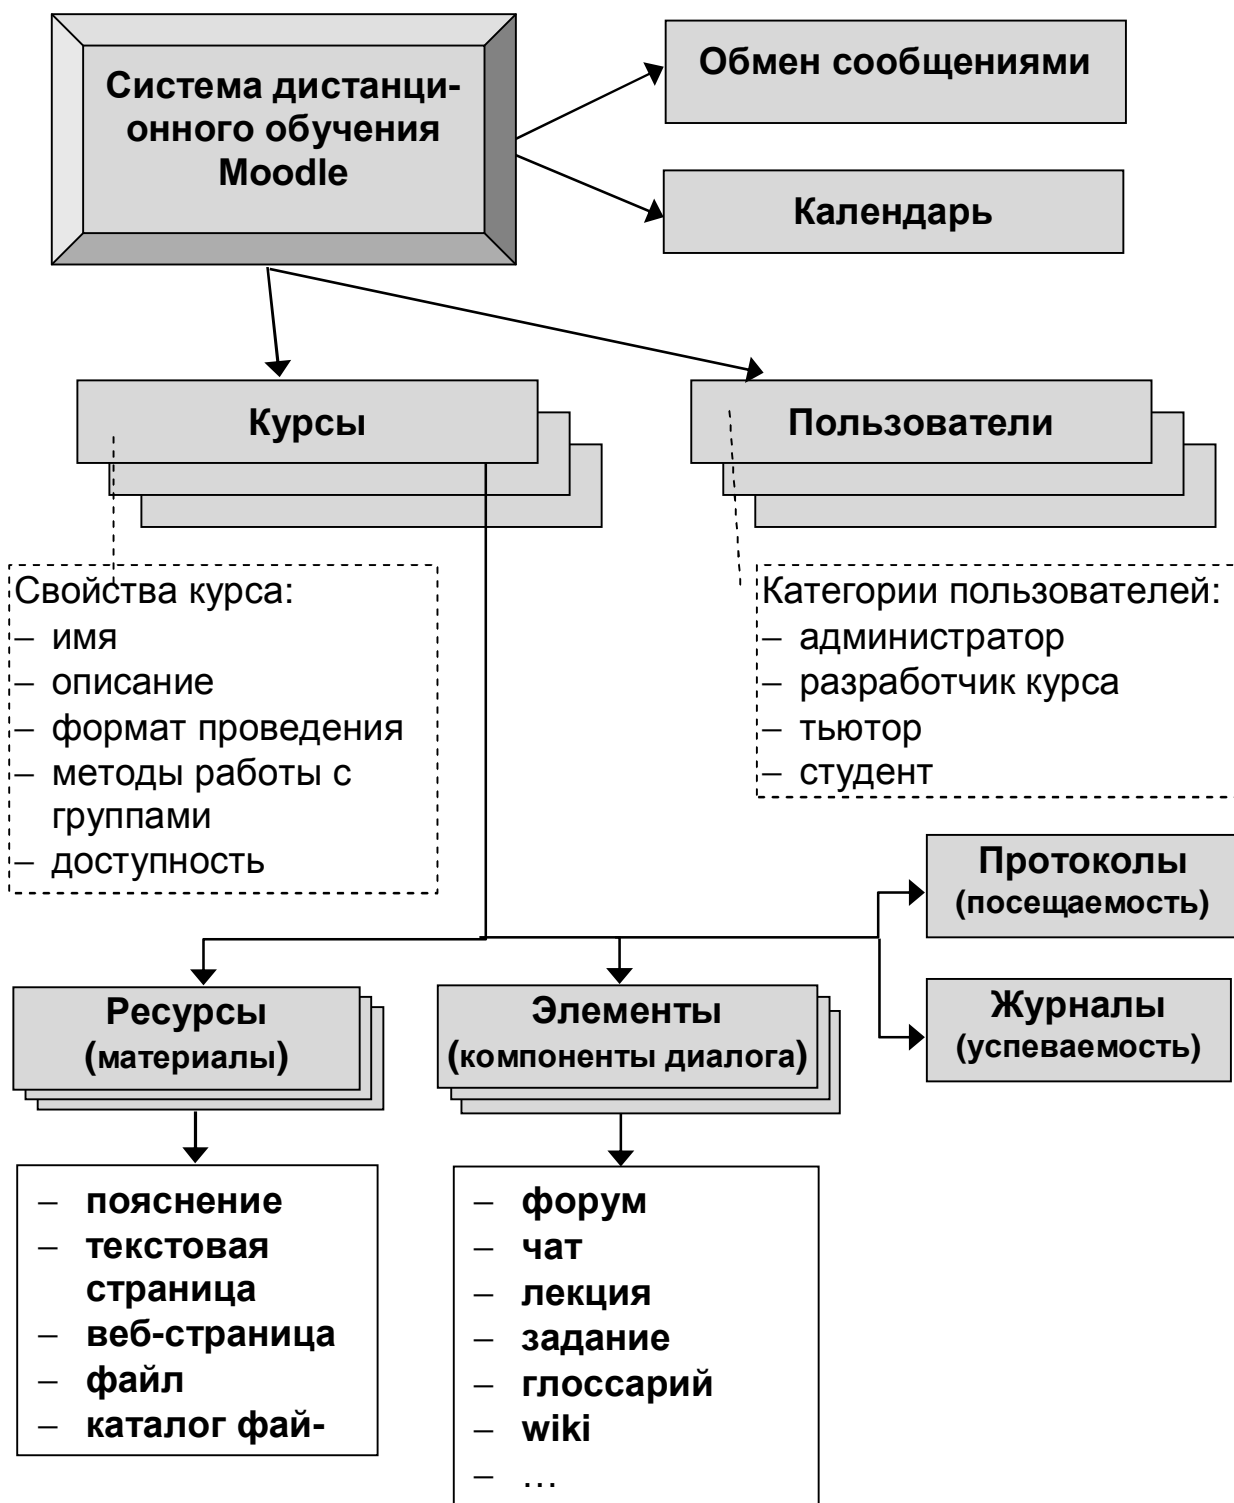 Система дистанци-
онного обучения
Moodle
Обмен сообщениями
Календарь
Курсы
Пользователи
Свойства курса:
– имя
– описание
– формат проведения
– методы работы с
группами
– доступность
Категории пользователей:
– администратор
– разработчик курса
– тьютор
– студент
Протоколы
(посещаемость)
Журналы
(успеваемость)
Ресурсы
(материалы)
Элементы
(компоненты диалога)
– пояснение
– текстовая
страница
– веб-страница
– файл
– каталог фай-
– форум
– чат
– лекция
– задание
– глоссарий
– wiki
– …